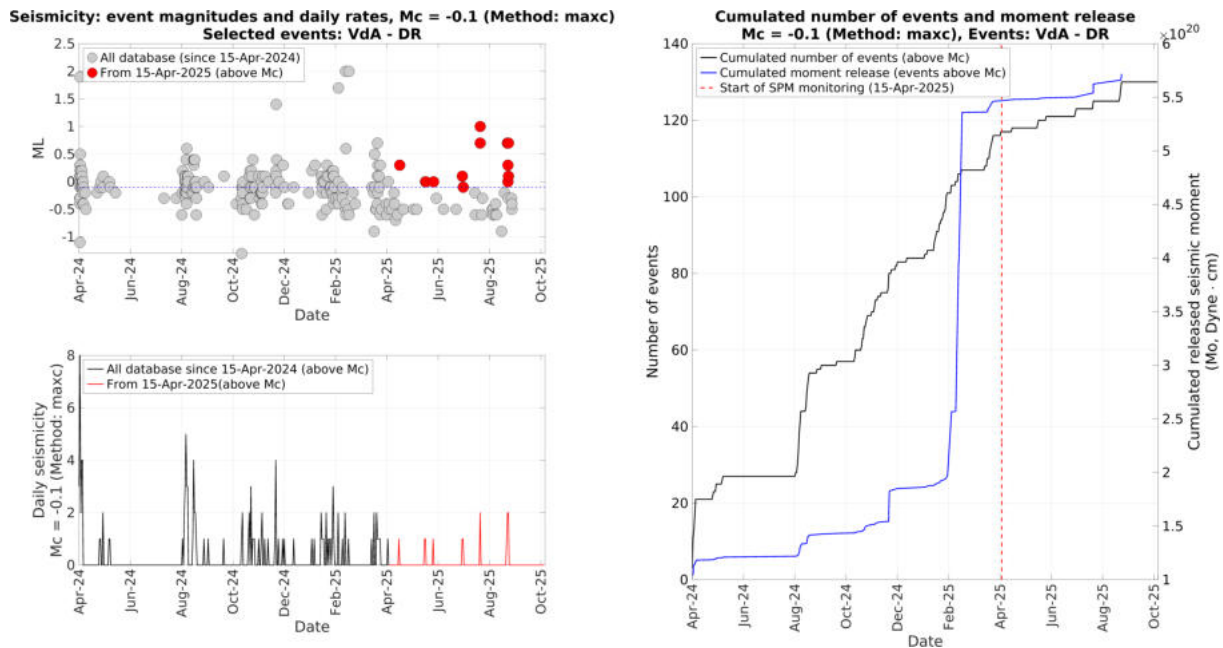 Seismicity: event magnitudes and daily rates, Mc = -0.1 (Method: maxc)
Selected events: VdA - DR
2.5
2
1.5
1
0.5
0
-0.5
-1
ML
All database (since 15-Apr-2024)
From 15-Apr-2025 (above Mc)
Apr-24
Jun-24
Aug-24
Oct-24
Dec-24
Feb-25
Apr-25
Jun-25
Aug-25
Oct-25
Date
8
6
4
2
0
Daily seismicity
Mc = -0.1 (Method: maxc)
All database since 15-Apr-2024 (above Mc)
From 15-Apr-2025(above Mc)
Apr-24
Jun-24
Aug-24
Oct-24
Dec-24
Feb-25
Apr-25
Jun-25
Aug-25
Oct-25
Date
Cumulated number of events and moment release
Mc = -0.1 (Method: maxc), Events: VdA - DR
×10²⁰
140
120
100
80
60
40
20
0
Number of events
Cumulated number of events (above Mc)
Cumulated moment release (events above Mc)
Start of SPM monitoring (15-Apr-2025)
6
5.5
5
4.5
4
3.5
3
2.5
2
1.5
1
Cumulated released seismic moment
(Mo, Dyne · cm)
Apr-24
Jun-24
Aug-24
Oct-24
Dec-24
Feb-25
Apr-25
Jun-25
Aug-25
Oct-25
Date